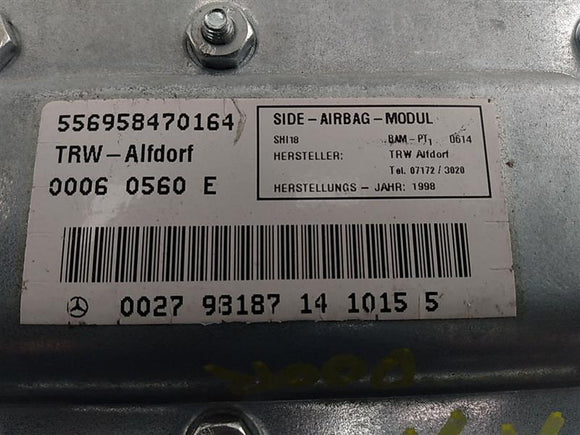 556958470164
TRW-Alfdorf
0006 0560 E
SIDE-AIRBAG-MODUL
SHI18 BAM-PT1 0614
HERSTELLER: TRW Alfdorf
Tel. 07172/3020
HERSTELLUNGS-JAHR: 1998
0027 93187 14 1015 5